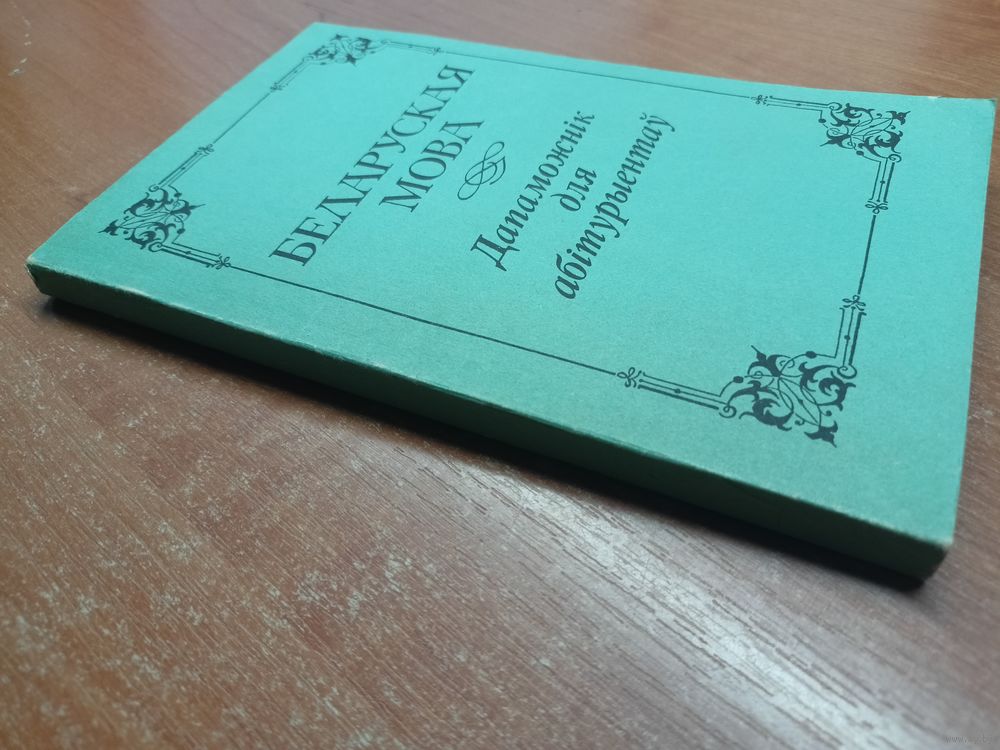 БЕЛАРУСКАЯ
МОВА
Дапаможнік
для
абітурыентаў